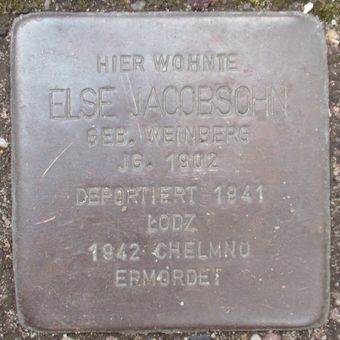 HIER WOHNTE
ELSE JACOBSOHN
GEB. WEINBERG
JG. 1902
DEPORTIERT 1941
LODZ
1942 CHELMNO
ERMORDET